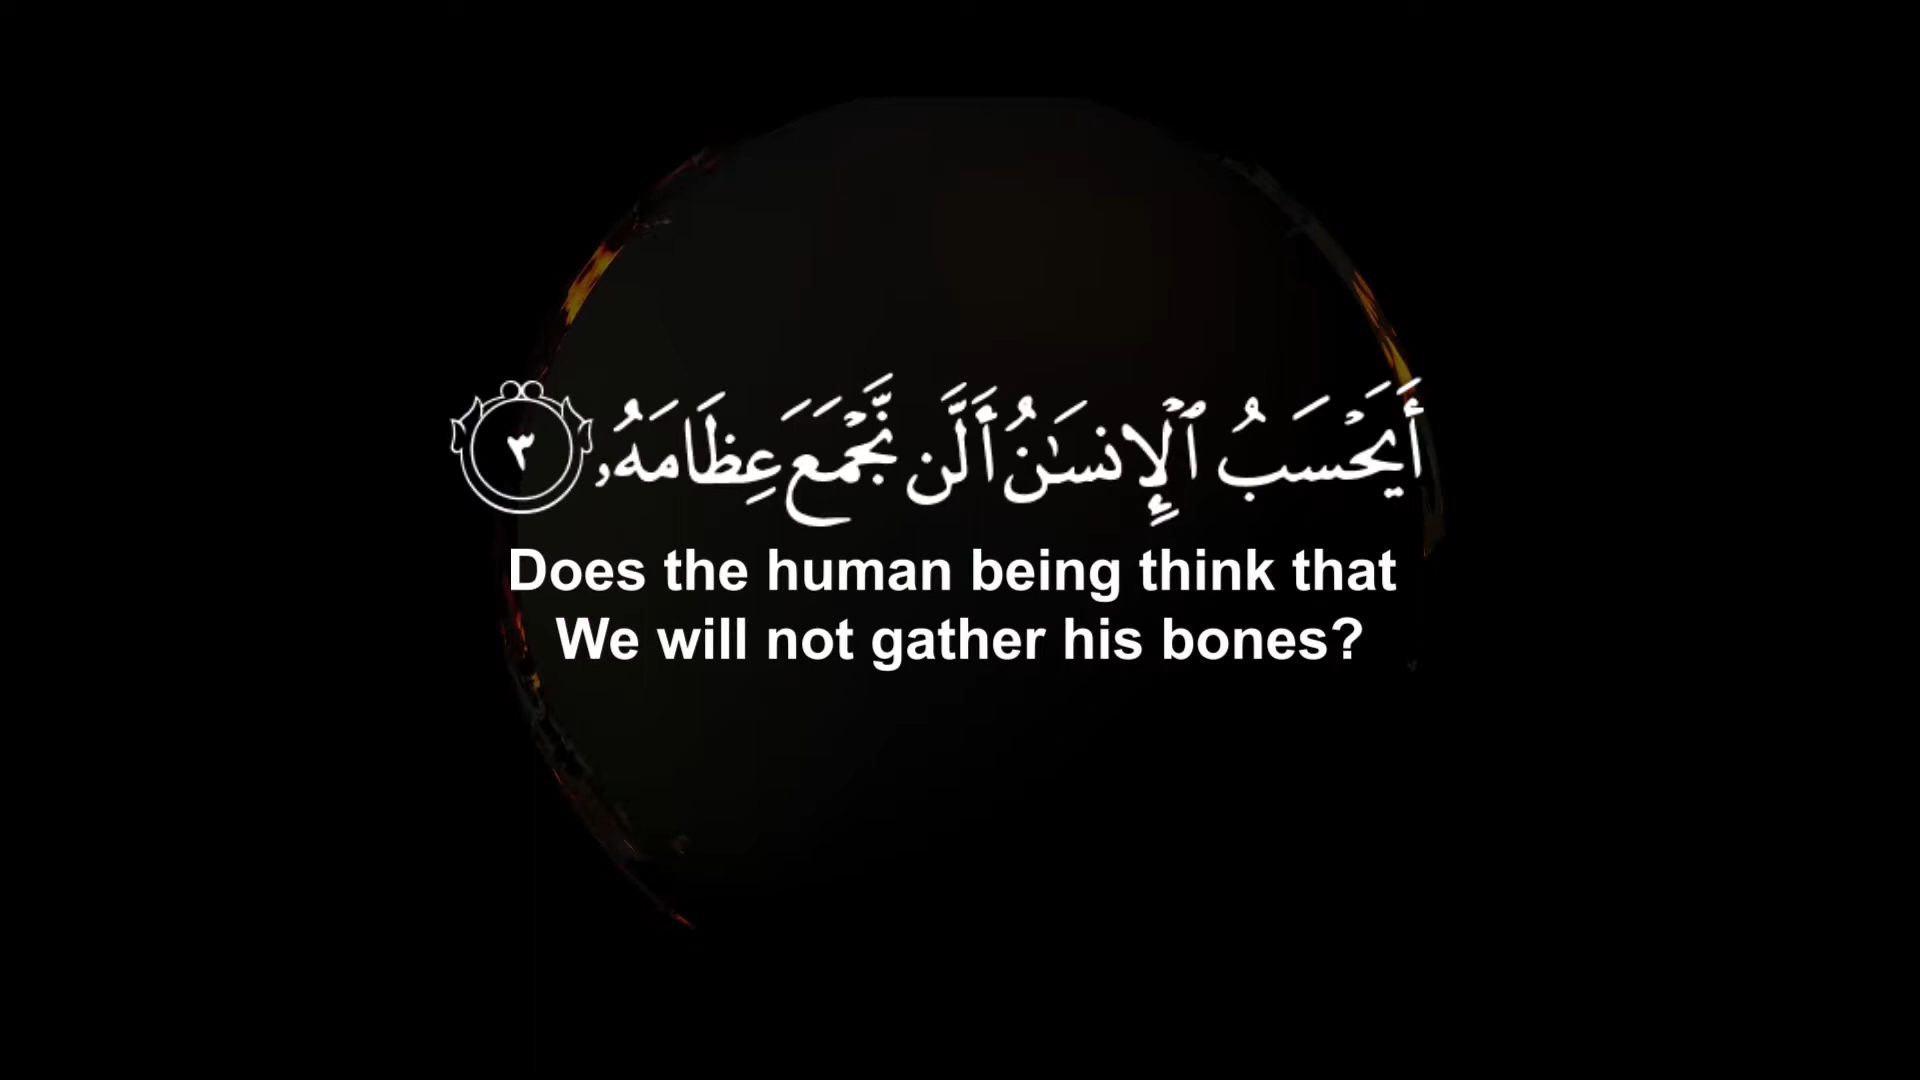 أَيَحْسَبُ ٱلْإِنسَـٰنُ أَلَّن نَّجْمَعَ عِظَامَهُۥ ٣
Does the human being think that
We will not gather his bones?